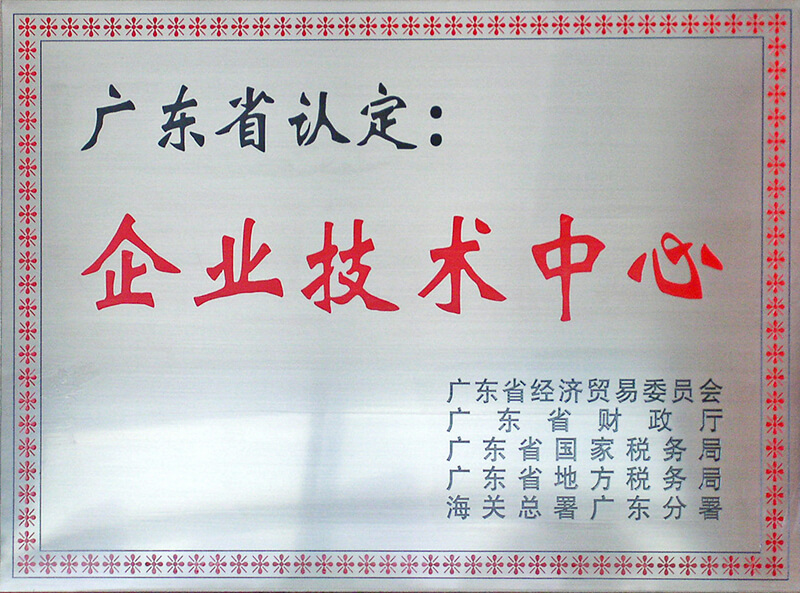 广东省认定：
企业技术中心
广东省经济贸易委员会
广东省财政厅
广东省国家税务局
广东省地方税务局
海关总署广东分署